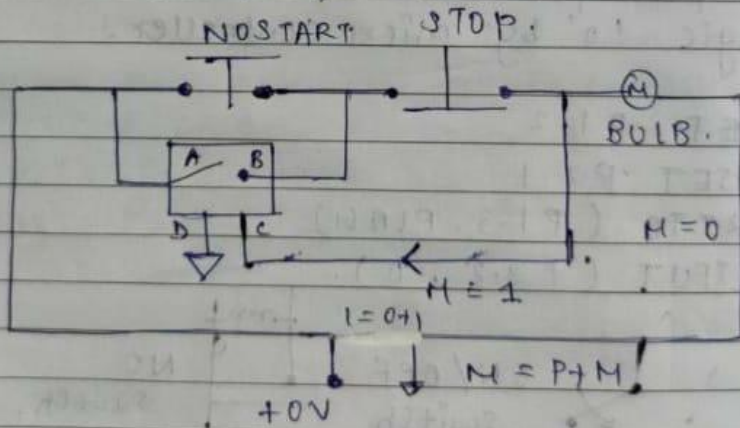 NOSTART STOP.
M
BULB.
A B
D C
M=0
M=1
1=0+1
M=P+M
+0V